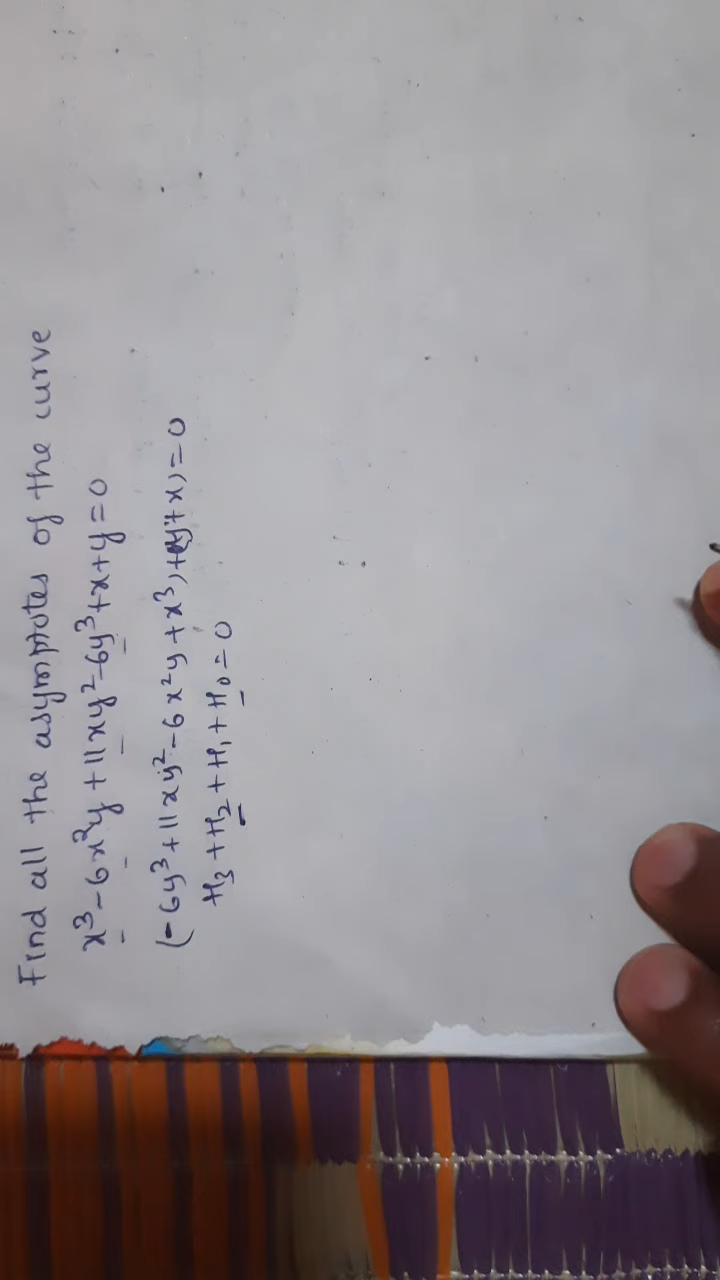 Find all the asymptotes of the curve
x³-6x²y+11xy²-6y³+x+y=0
(-6y³+11xy²-6x²y+x³)+(y+x)=0
H₃+H₂+H₁+H₀=0